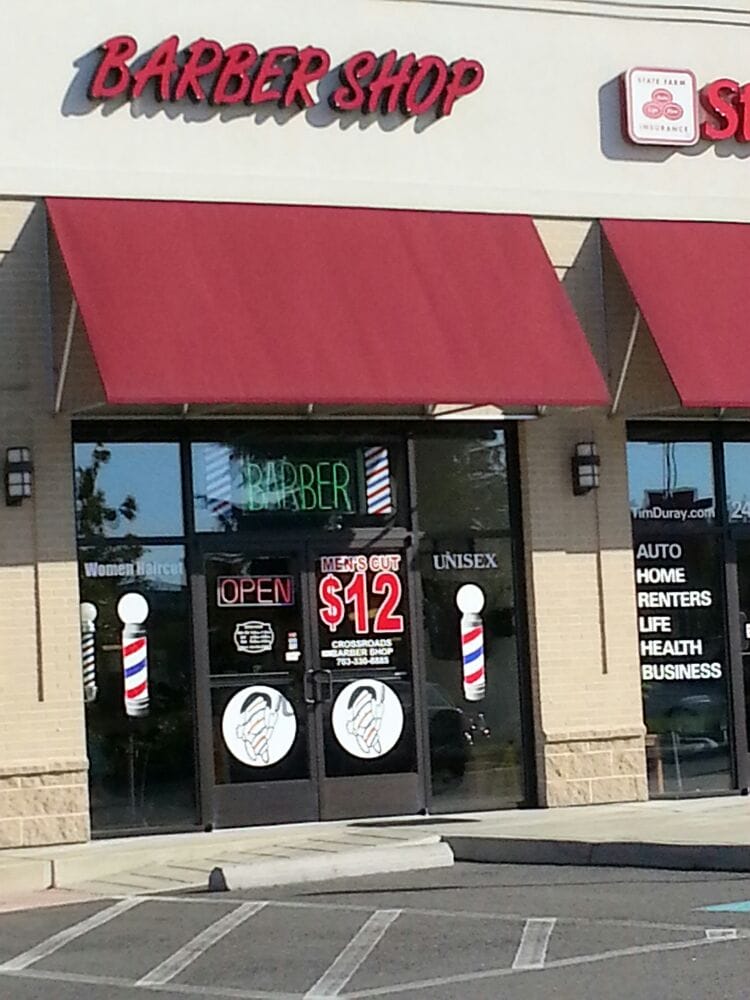 BARBER SHOP
STATE FARM
INSURANCE
BARBER
Women Haircut
OPEN
MEN'S CUT
$12
CROSSROADS
BARBER SHOP
UNISEX
TimDuray.com
24
AUTO
HOME
RENTERS
LIFE
HEALTH
BUSINESS